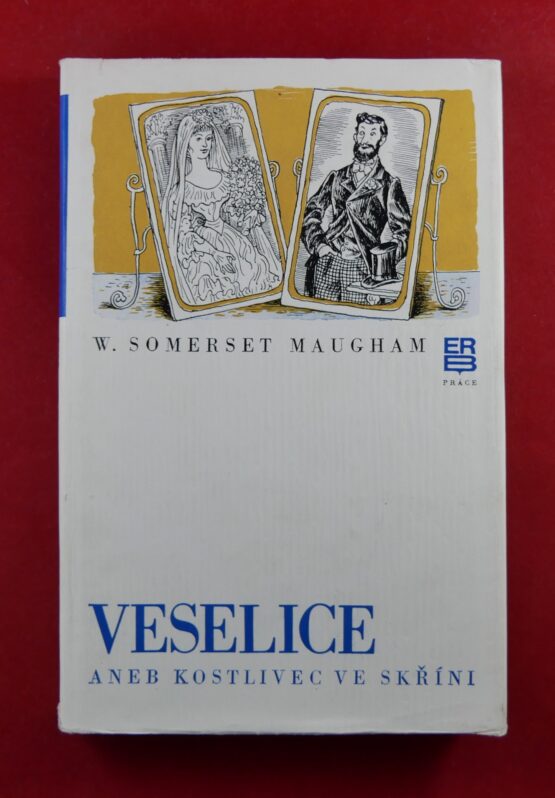 W. SOMERSET MAUGHAM
ERB
PRÁCE
VESELICE
ANEB KOSTLIVEC VE SKŘÍNI